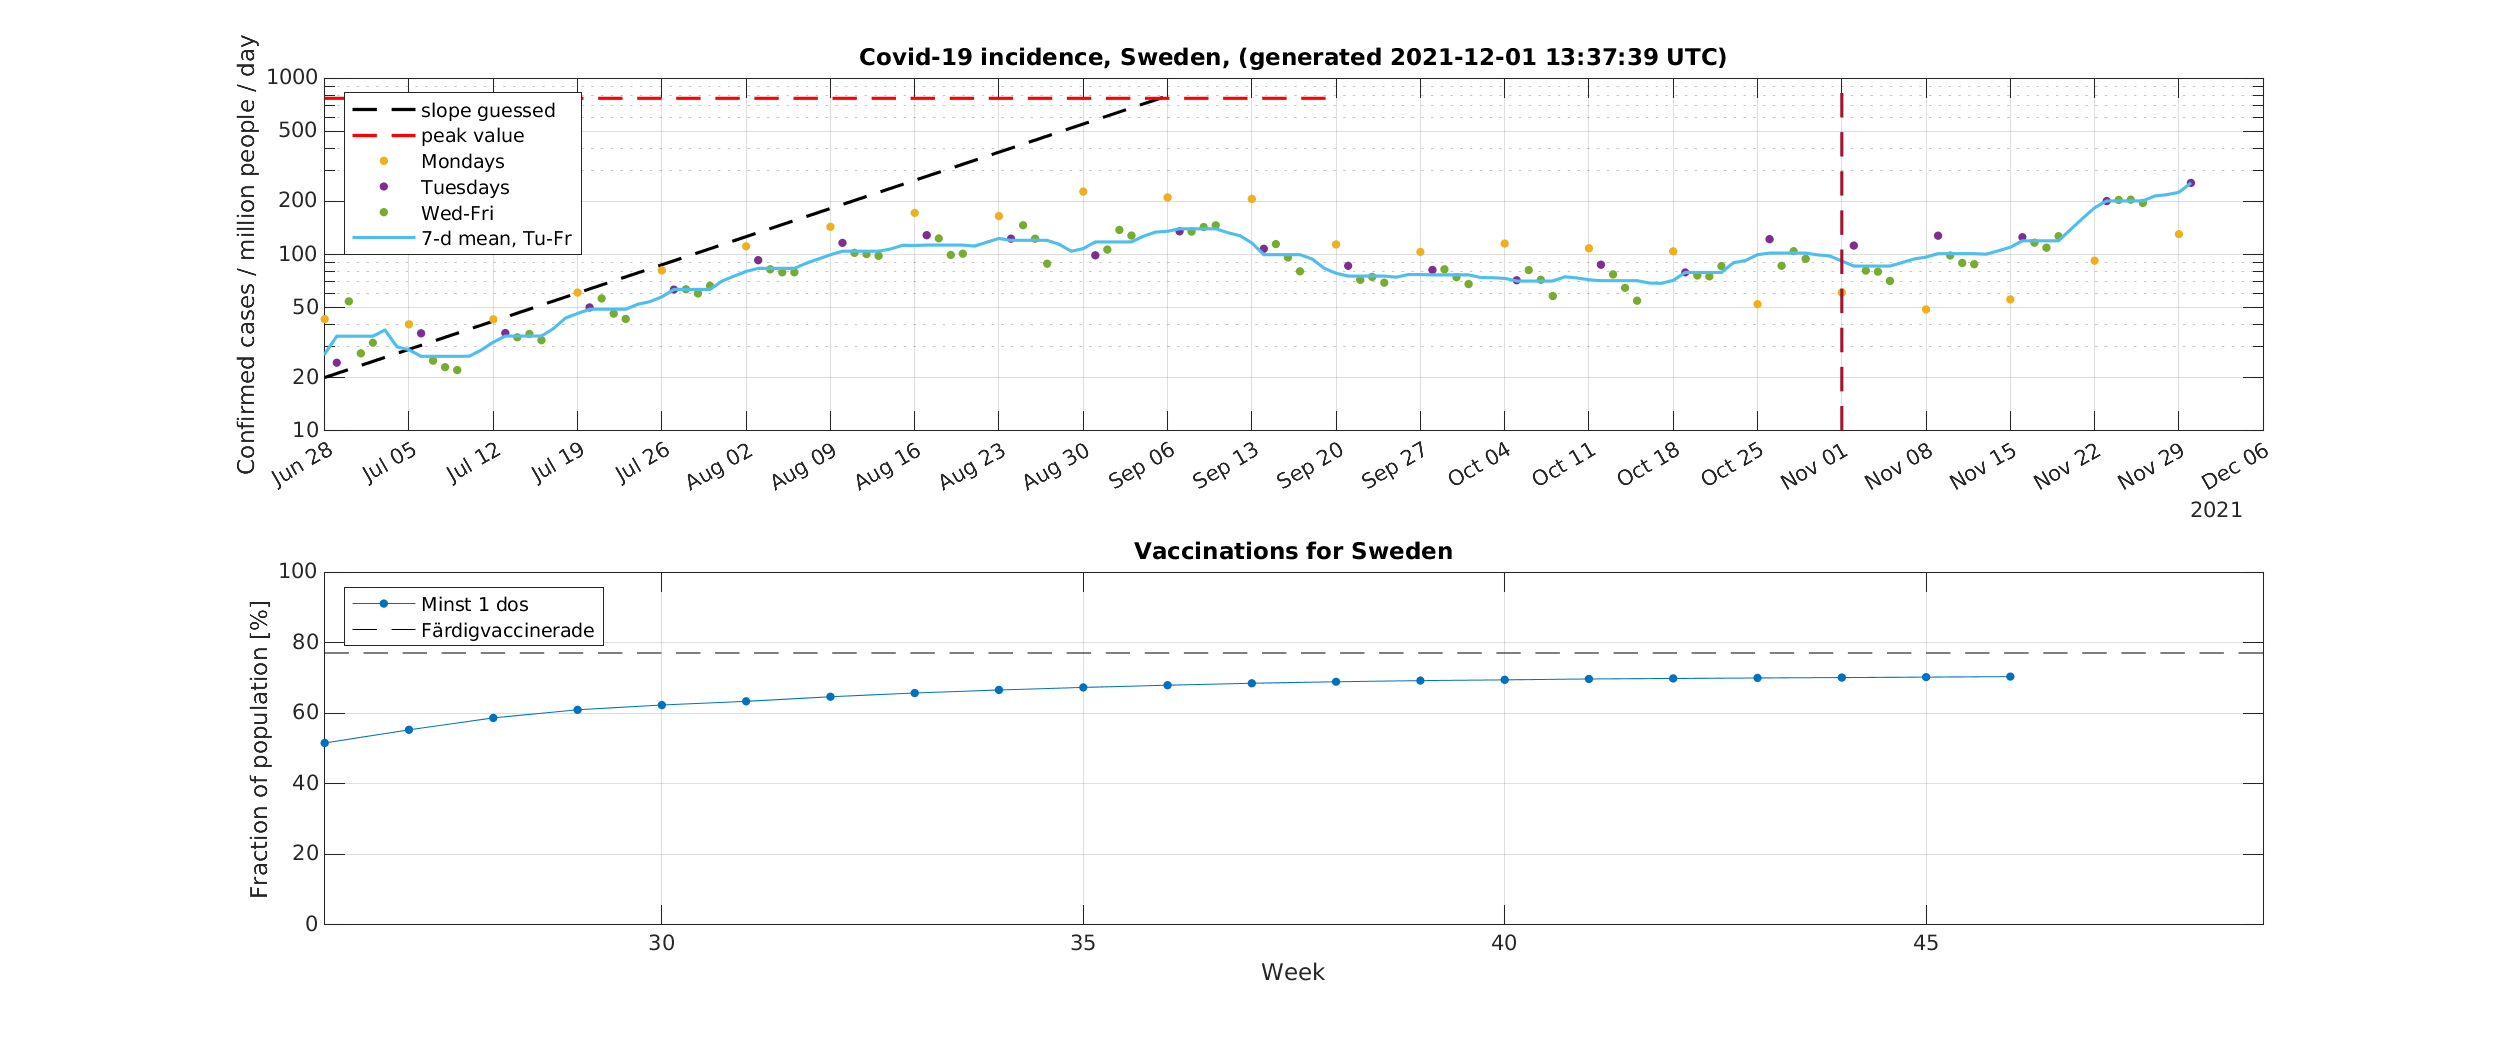 Covid-19 incidence, Sweden, (generated 2021-12-01 13:37:39 UTC)
Confirmed cases / million people / day
1000
500
200
100
50
20
10
slope guessed
peak value
Mondays
Tuesdays
Wed-Fri
7-d mean, Tu-Fr
Jun 28
Jul 05
Jul 12
Jul 19
Jul 26
Aug 02
Aug 09
Aug 16
Aug 23
Aug 30
Sep 06
Sep 13
Sep 20
Sep 27
Oct 04
Oct 11
Oct 18
Oct 25
Nov 01
Nov 08
Nov 15
Nov 22
Nov 29
Dec 06
2021
Vaccinations for Sweden
Fraction of population [%]
100
80
60
40
20
0
Minst 1 dos
Färdigvaccinerade
30
35
40
45
Week